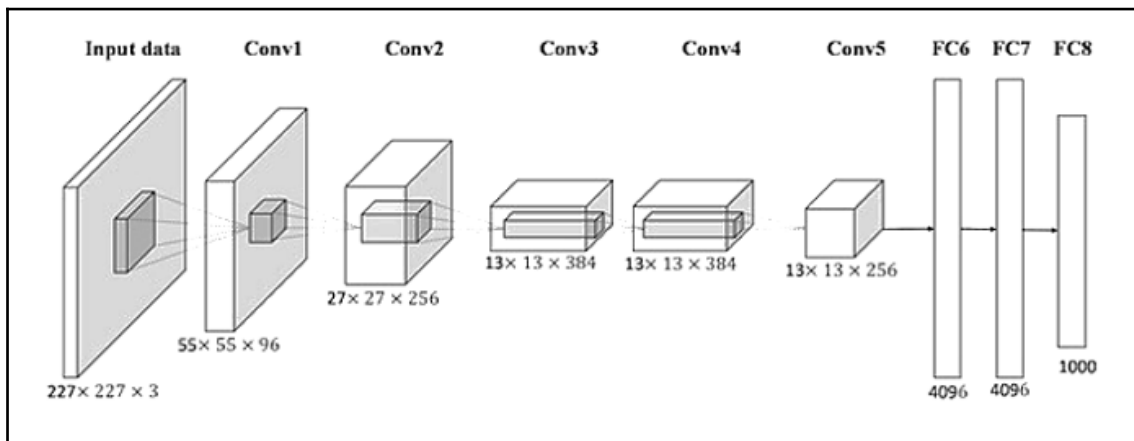 Input data Conv1 Conv2 Conv3 Conv4 Conv5 FC6 FC7 FC8
13× 13 × 384 13× 13 × 384 13× 13 × 256
27× 27 × 256
55× 55 × 96
1000
227× 227 × 3 4096 4096